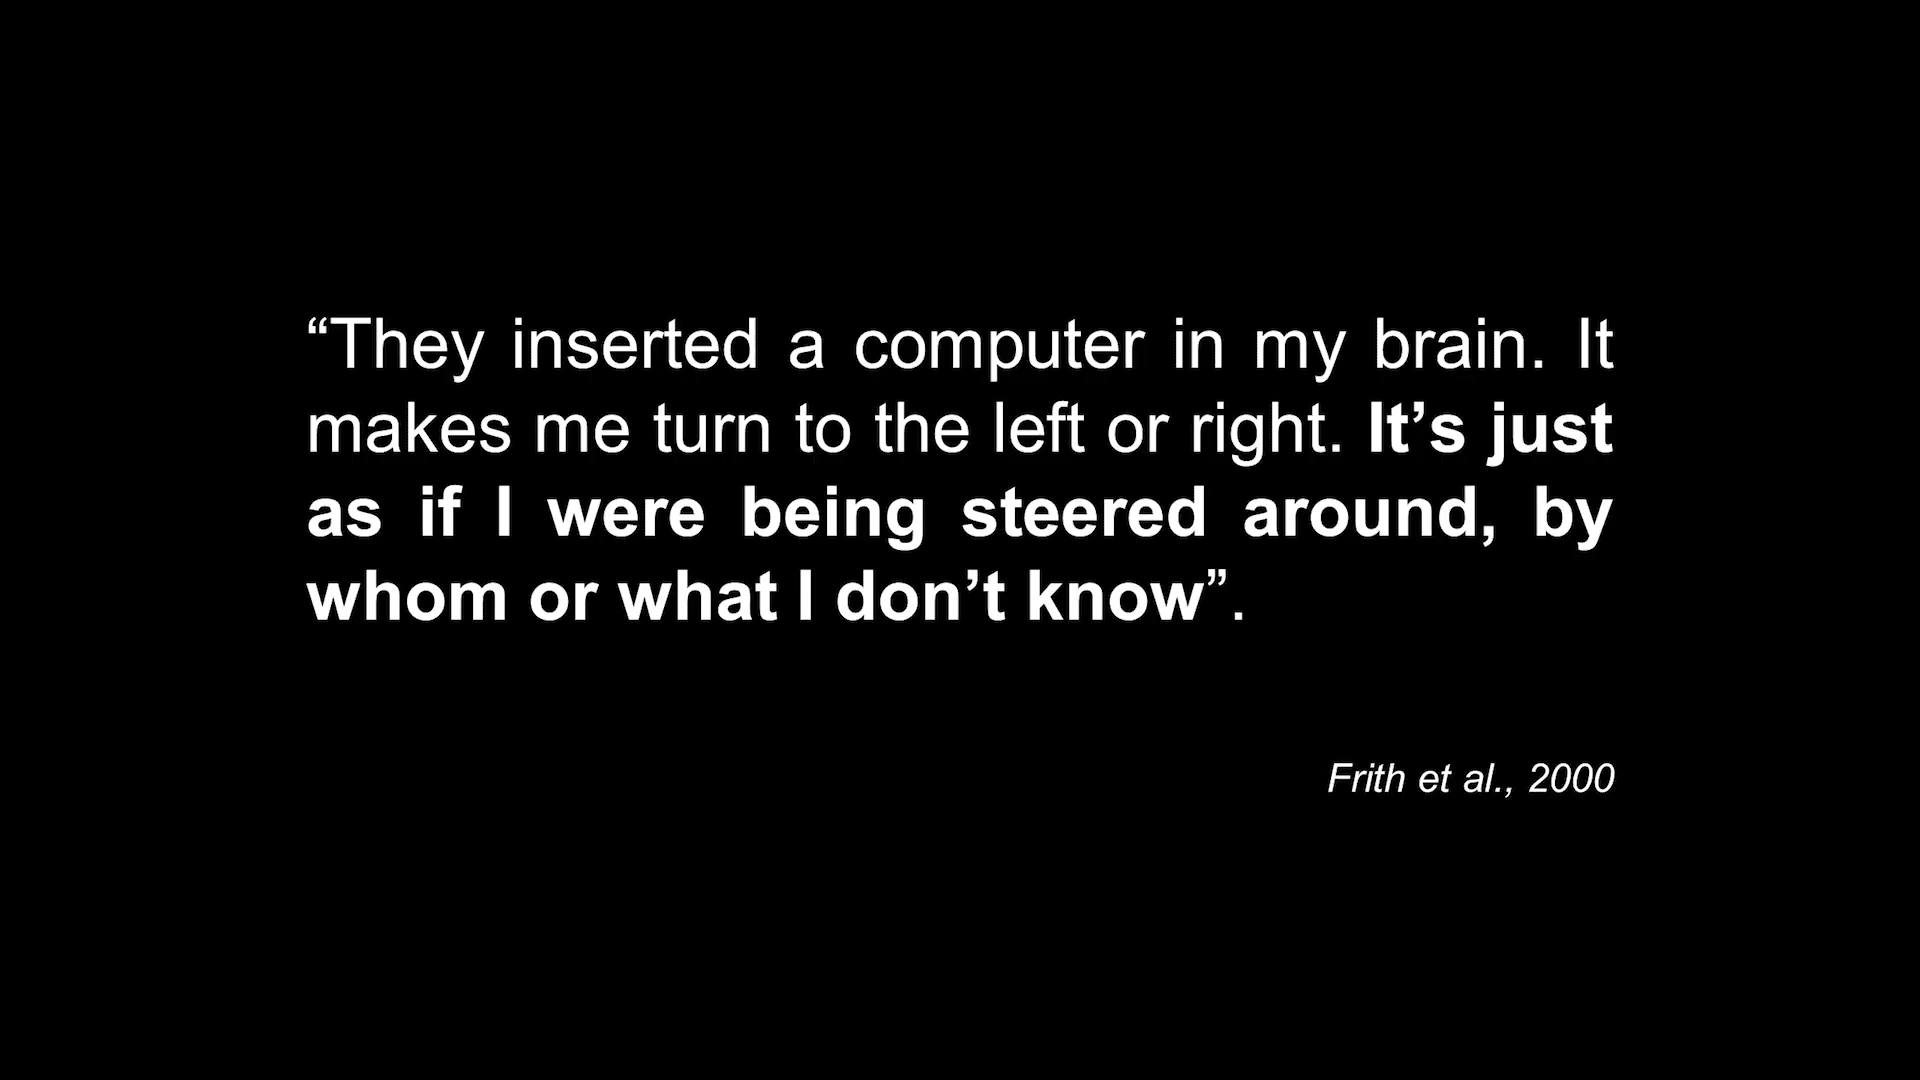 “They inserted a computer in my brain. It
makes me turn to the left or right. It’s just
as if I were being steered around, by
whom or what I don’t know”.
Frith et al., 2000